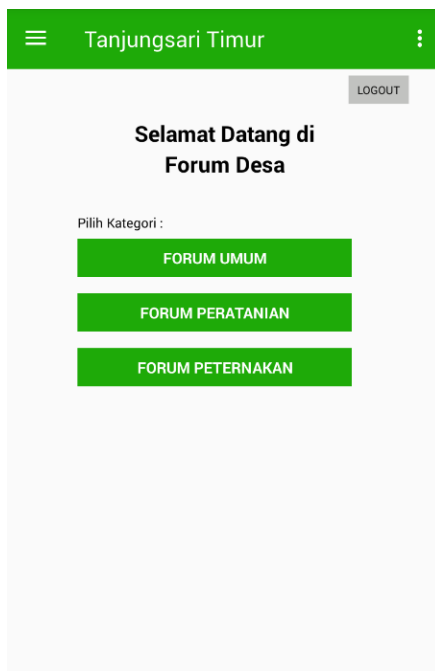 Tanjungsari Timur
LOGOUT
Selamat Datang di
Forum Desa
Pilih Kategori :
FORUM UMUM
FORUM PERATANIAN
FORUM PETERNAKAN